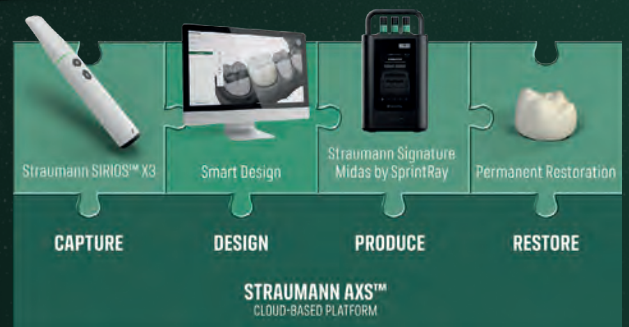 Straumann SIRIOS™ X3
Smart Design
Straumann Signature
Midas by SprintRay
Permanent Restoration
CAPTURE
DESIGN
PRODUCE
RESTORE
STRAUMANN AXS™
CLOUD-BASED PLATFORM